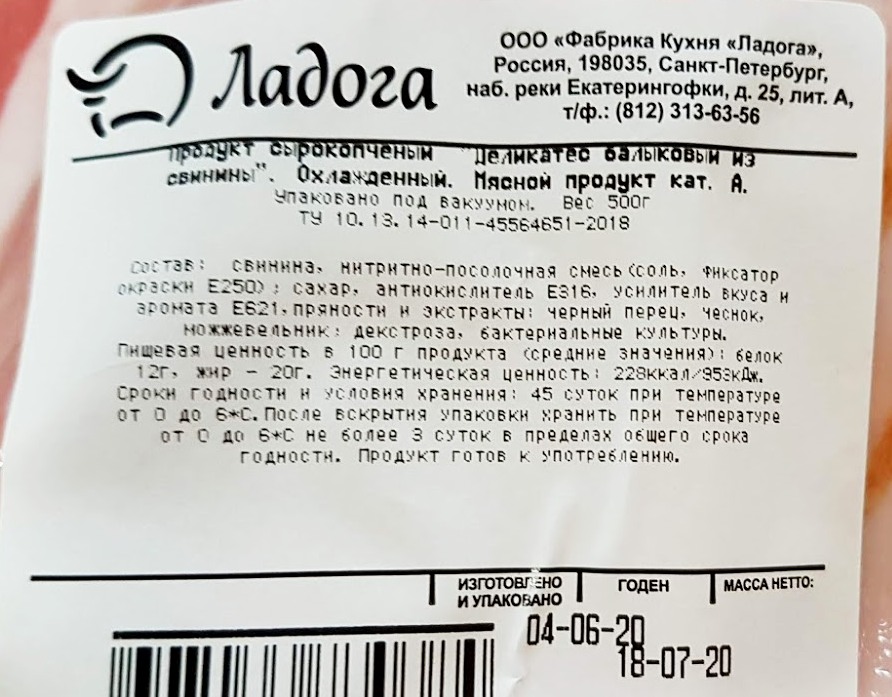 Ладога
ООО «Фабрика Кухня «Ладога»,
Россия, 198035, Санкт-Петербург,
наб. реки Екатерингофки, д. 25, лит. А,
т/ф.: (812) 313-63-56
Продукт сырокопченый "Деликатес балыковый из
свинины". Охлажденный. Мясной продукт кат. А.
Упаковано под вакуумом. Вес 500г
ТУ 10.13.14-011-45564651-2018
Состав: свинина, нитритно-посолочная смесь (соль, фиксатор
окраски Е250); сахар, антиокислитель Е316, усилитель вкуса и
аромата Е621,пряности и экстракты: черный перец, чеснок,
можжевельник; декстроза, бактериальные культуры.
Пищевая ценность в 100 г продукта (средние значения): белок
12г, жир - 20г. Энергетическая ценность: 228ккал/953кДж.
Сроки годности и условия хранения: 45 суток при температуре
от 0 до 6*С.После вскрытия упаковки хранить при температуре
от 0 до 6*С не более 3 суток в пределах общего срока
годности. Продукт готов к употреблению.
ИЗГОТОВЛЕНО
И УПАКОВАНО
ГОДЕН
МАССА НЕТТО:
04-06-20
18-07-20